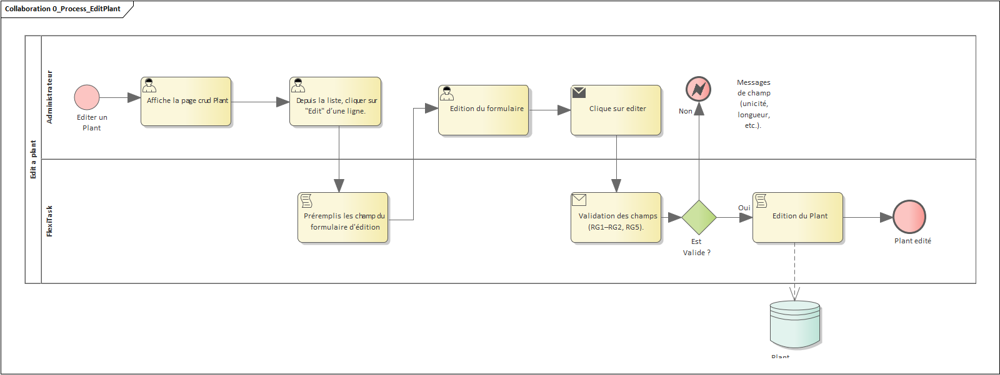 Collaboration 0_Process_EditPlant
Edit a plant
Administrateur
Editer un
Plant
Affiche la page crud Plant
Depuis la liste, cliquer sur
"Edit" d’une ligne.
Edition du formulaire
Clique sur editer
Non
Messages
de champ
(unicité,
longueur,
etc.).
FlexiTask
Préremplis les champ du
formulaire d'édition
Validation des champs
(RG1–RG2, RG5).
Est
Valide ?
Oui
Edition du Plant
Plant edité
Plant